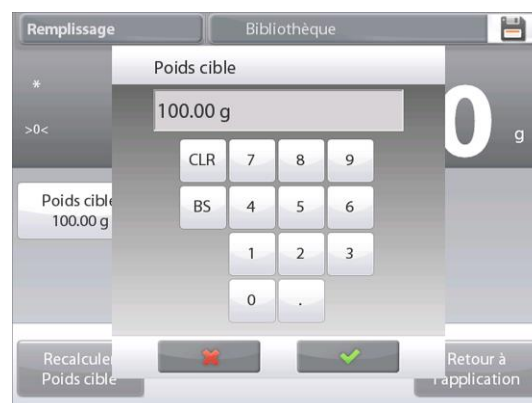 Remplissage
Bibliothèque
Poids cible
*
>0<
100.00 g
0
g
CLR 7 8 9
BS 4 5 6
1 2 3
0 .
Poids cible
100.00 g
Recalcule
Poids cible
Retour à
l'application